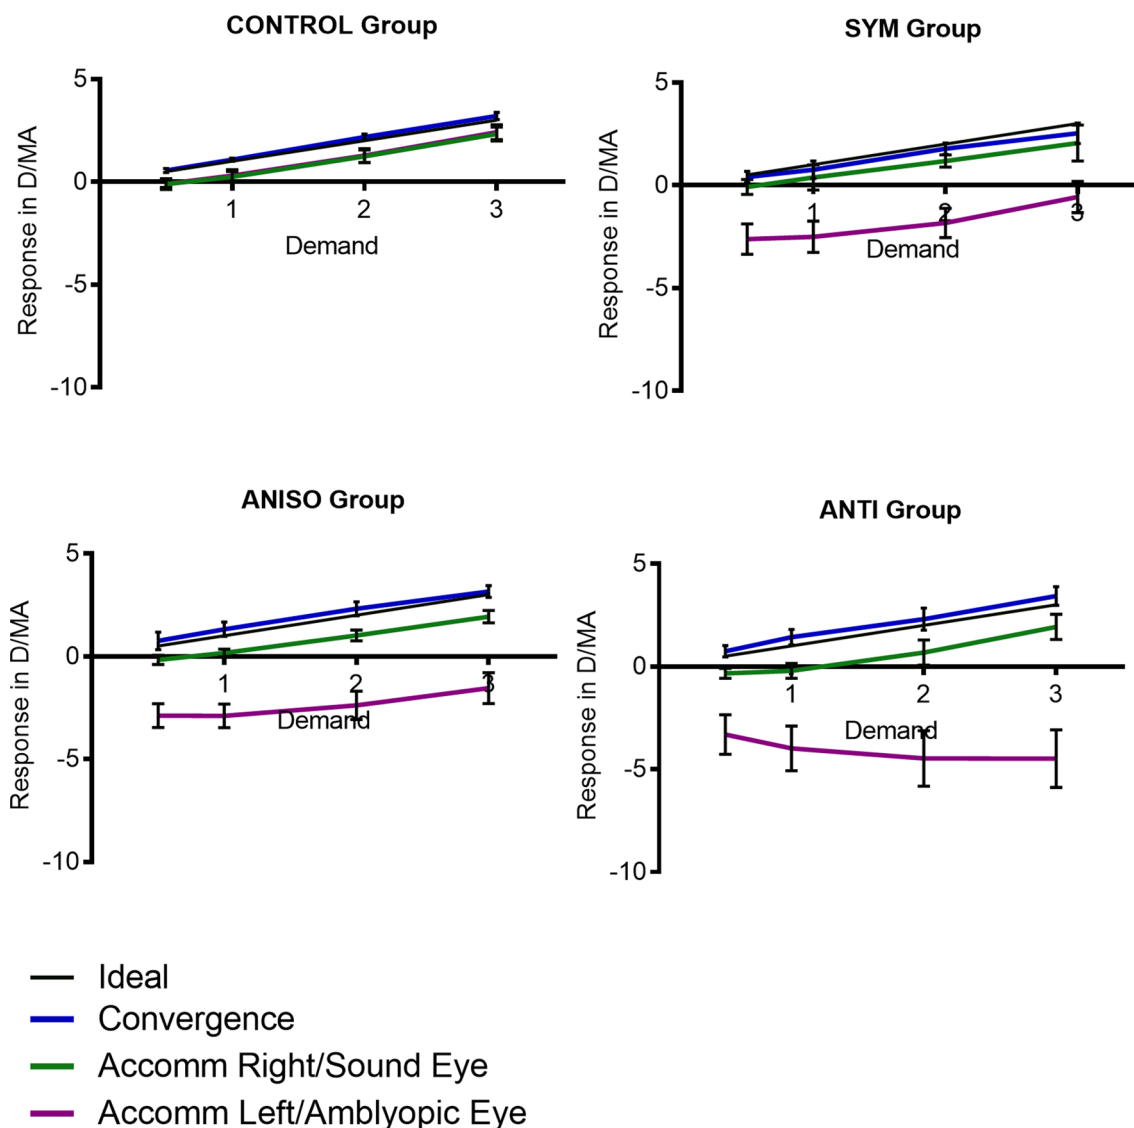 CONTROL Group
5
0
-5
-10
Response in D/MA
1 2 3
Demand
SYM Group
5
0
-5
-10
Response in D/MA
1 2 3
Demand
ANISO Group
5
0
-5
-10
Response in D/MA
1 2 3
Demand
ANTI Group
5
0
-5
-10
Response in D/MA
1 2 3
Demand
Ideal
Convergence
Accomm Right/Sound Eye
Accomm Left/Amblyopic Eye